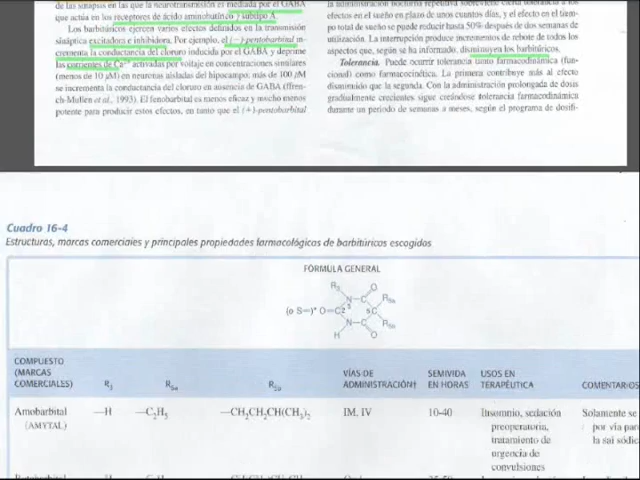 de las sinapsis en las que la neurotransmisión es mediada por el GABA
que actúa en los receptores de ácido aminobutírico γ subtipo A.
Los barbitúricos ejercen varios efectos definidos en la transmisión
sináptica excitadora e inhibidora. Por ejemplo, el (−)-pentobarbital in-
crementa la conductancia del cloruro inducida por el GABA y deprime
las corrientes de Ca²⁺ activadas por voltaje en concentraciones similares
(menos de 10 μM) en neuronas aisladas del hipocampo; más de 100 μM
se incrementa la conductancia del cloruro en ausencia de GABA (ffren-
ch-Mullen et al., 1993). El fenobarbital es menos eficaz y mucho menos
potente para producir estos efectos, en tanto que el (+)-pentobarbital
la administración nocturna repetitiva sobreviene cierta tolerancia a los
efectos en el sueño en plazo de unos cuantos días, y el efecto en el tiem-
po total de sueño se puede reducir hasta 50% después de dos semanas de
utilización. La interrupción produce incrementos de rebote de todos los
aspectos que, según se ha informado, disminuyen los barbitúricos.
Tolerancia. Puede ocurrir tolerancia tanto farmacodinámica (fun-
cional) como farmacocinética. La primera contribuye más al efecto
disminuido que la segunda. Con la administración prolongada de dosis
gradualmente crecientes sigue creándose tolerancia farmacodinámica
durante un periodo de semanas a meses, según el programa de dosifi-
Cuadro 16-4
Estructuras, marcas comerciales y principales propiedades farmacológicas de barbitúricos escogidos
FÓRMULA GENERAL
R₃ O
N—C R₅ₐ
(o S=)* O=C2 3 5C
N—C R₅ᵦ
H O
COMPUESTO
(MARCAS
COMERCIALES) R₃ R₅ₐ R₅ᵦ VÍAS DE
ADMINISTRACIÓN† SEMIVIDA
EN HORAS USOS EN
TERAPÉUTICA COMENTARIOS
Amobarbital —H —C₂H₅ —CH₂CH₂CH(CH₃)₂ IM, IV 10-40 Insomnio, sedación Solamente se
(AMYTAL) preoperatoria, por vía par
tratamiento de la sal sódic
urgencia de
convulsiones